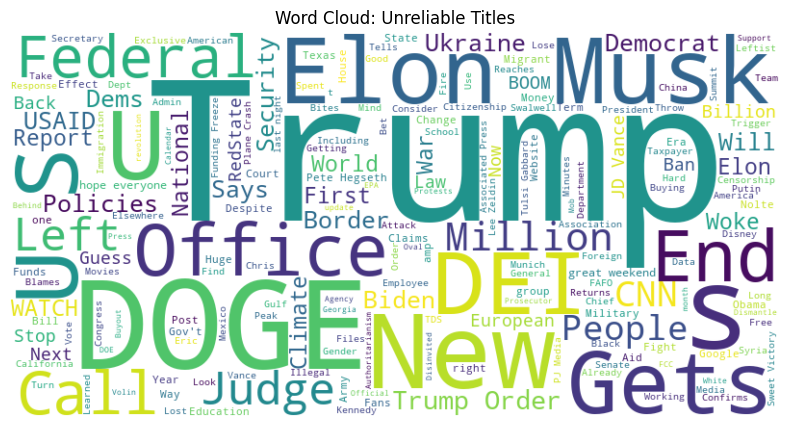 Word Cloud: Unreliable Titles
Federal
Secretary
Exclusive
American
Elon Musk
Ukraine
State
Tells
Good
Democrat
Lose
Support
Leftist
Take
Response
Effect
Dept
Texas
House
Migrant
Reaches
Media
Back
Dems
Admin
Spent
t
BOOM
Money
Use
Fire
Summit
China
Team
USAID
Report
Immigration
Boycott
Security
last night
Bites
Mind
Consider
Citizenship
Swalwell
Term
President
Throw
Billion
Trigger
U
Trump
S
u
s
revolution
Calendar
Funding Freeze
Plane Crash
RedState
National
Court
Including
Getting
Change
School
Associated Press
Website
Now
JD Vance
Era
Taxpayer
Ban
Hard
Buying
Will
Elon
Censorship
Putin
America
Nolte
Disney
Woke
World
Pete Hegseth
War
Law
Bet
EPA
Protests
update
Lee Zeldin
Tulsi Gabbard
Minutes
Mob
Department
hope everyone
Policies
Says
First
Border
Despite
Behind
one
Elsewhere
Press
Left
Guess
Office
Attack
Claims
Million
Association
End
Oval
Order
Find
Huge
Chris
Funds
Blames
Movies
Climate
amp
Munich
General
Foreign
Data
WATCH
Bill
DOGE
Biden
Employee
DEI
group
Prosecutor
great weekend
FAFO
Returns
Chief
CNN
month
Long
Obama
Dismantle
Military
Free
Stop
Vote
Congress
Buyout
DOE
Post
Gov't
Eric
Mexico
Gulf
Peak
Agency
Georgia
TDS
European
People
Google
Syria
Fight
Next
California
Files
Gender
Authoritarianism
Disinvited
New
PJ Media
right
Black
Aid
Senate
Already
FCC
Call
Turn
Learned
Volin
Year
Way
Lost
Look
Vance
Education
Judge
Illegal
Army
Kennedy
Official
Fans
Trump Order
Gets
White
Media
Working
Confirms
Sweet Victory